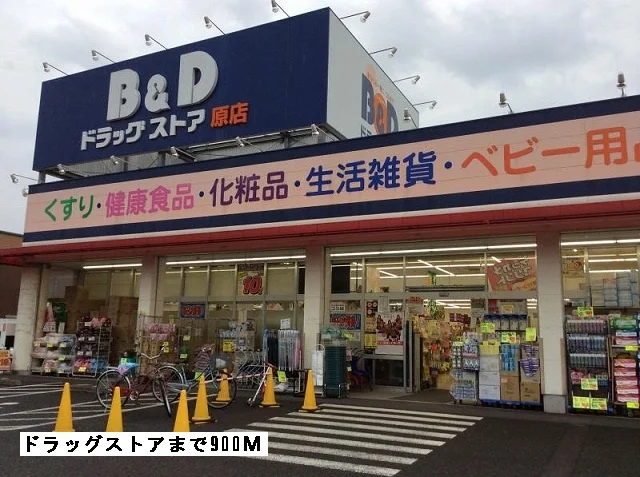 B&D
ドラッグストア原店
くすり・健康食品・化粧品・生活雑貨・ベビー用品
ドラッグストアまで900M